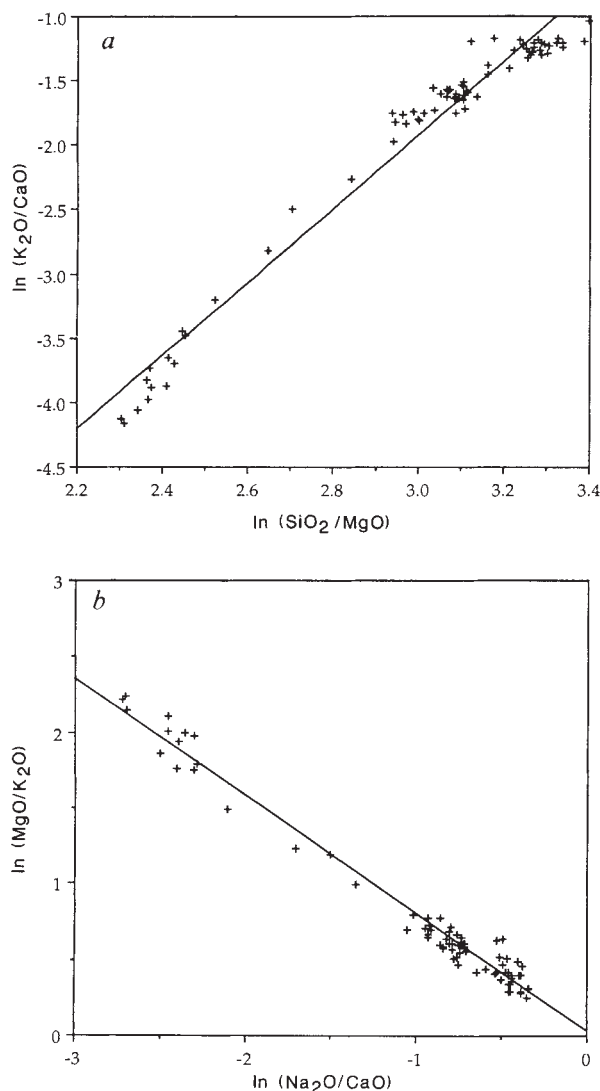 a
-1.0
-1.5
-2.0
-2.5
-3.0
-3.5
-4.0
-4.5
ln (K₂O/CaO)
2.2 2.4 2.6 2.8 3.0 3.2 3.4
ln (SiO₂/MgO)
b
3
2
1
0
ln (MgO/K₂O)
-3 -2 -1 0
ln (Na₂O/CaO)